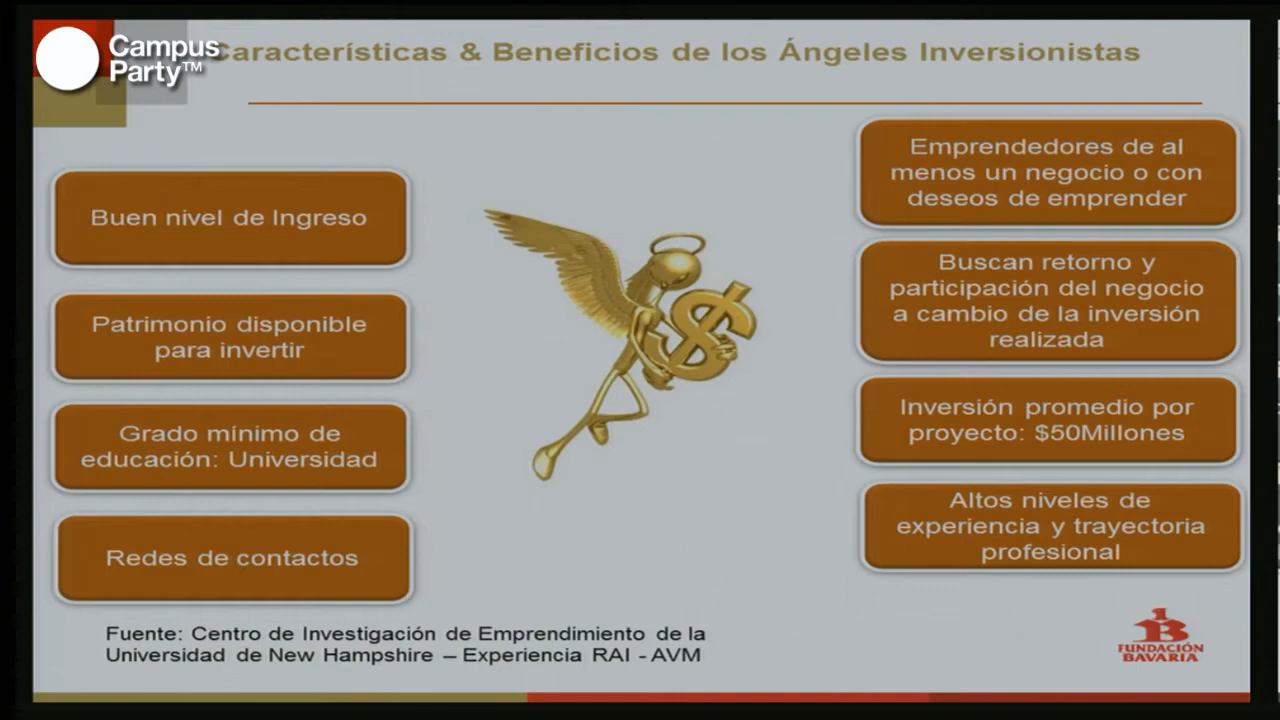 Campus
Party™
Características & Beneficios de los Ángeles Inversionistas
Buen nivel de Ingreso
Patrimonio disponible
para invertir
Grado mínimo de
educación: Universidad
Redes de contactos
Emprendedores de al
menos un negocio o con
deseos de emprender
Buscan retorno y
participación del negocio
a cambio de la inversión
realizada
Inversión promedio por
proyecto: $50Millones
Altos niveles de
experiencia y trayectoria
profesional
Fuente: Centro de Investigación de Emprendimiento de la
Universidad de New Hampshire – Experiencia RAI - AVM
FUNDACIÓN
BAVARIA